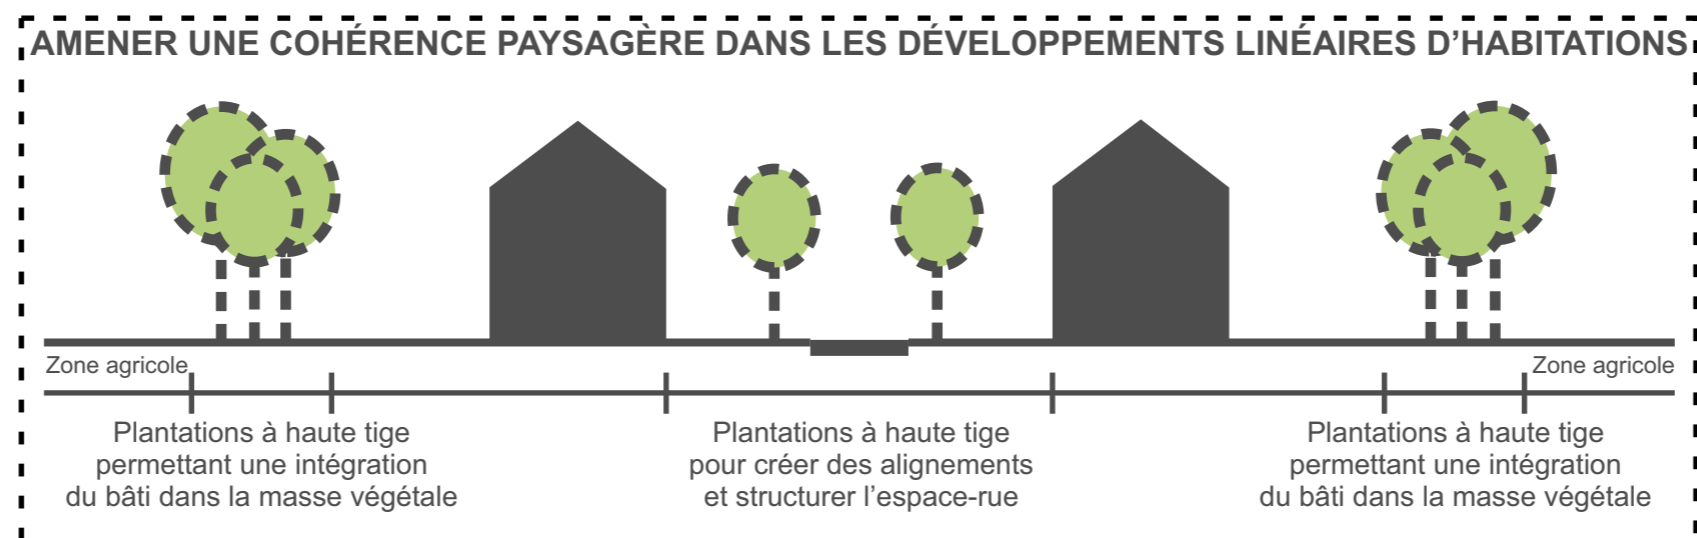 AMENER UNE COHÉRENCE PAYSAGÈRE DANS LES DÉVELOPPEMENTS LINÉAIRES D'HABITATIONS
Zone agricole
Zone agricole
Plantations à haute tige
permettant une intégration
du bâti dans la masse végétale
Plantations à haute tige
pour créer des alignements
et structurer l'espace-rue
Plantations à haute tige
permettant une intégration
du bâti dans la masse végétale